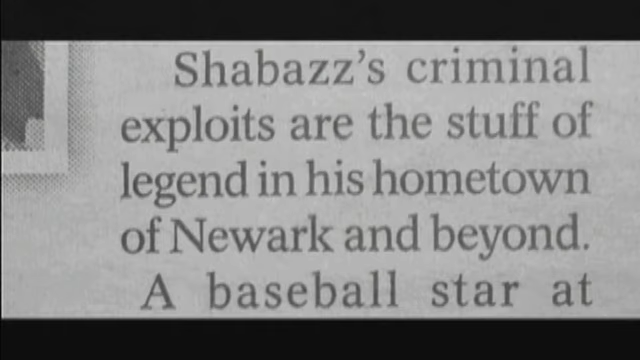 Shabazz's criminal
exploits are the stuff of
legend in his hometown
of Newark and beyond.
A baseball star at